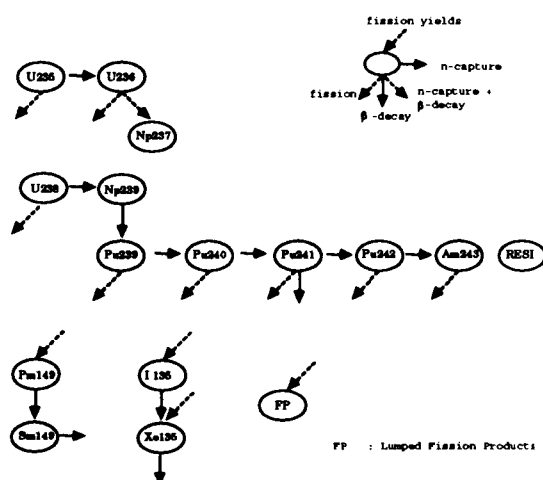 fission yields
n-capture
fission
n-capture +
β-decay
β-decay
U235
U236
Np237
U238
Np239
Pu239
Pu240
Pu241
Pu242
Am243
RESI
Pm149
Sm149
I 135
Xe135
FP
FP : Lumped Fission Products